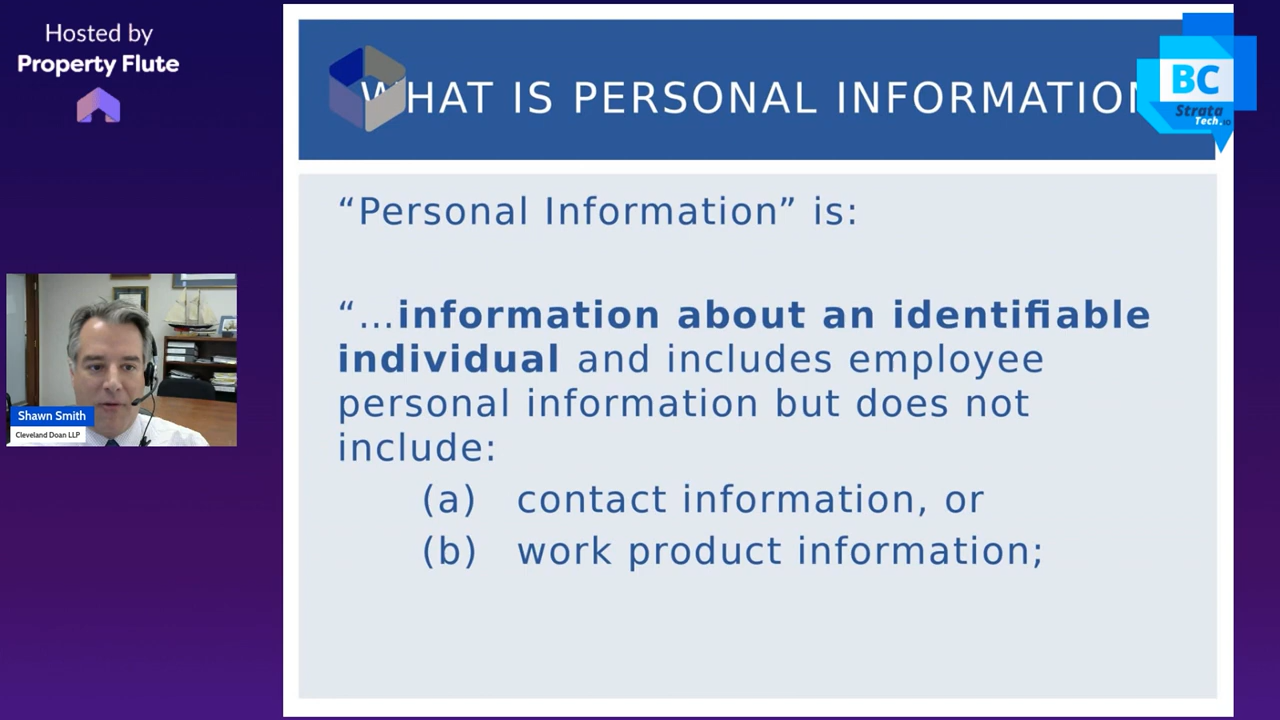 Hosted by
Property Flute
WHAT IS PERSONAL INFORMATION
BC
Strata
Tech.io
“Personal Information” is:
“…information about an identifiable
individual and includes employee
personal information but does not
include:
(a) contact information, or
(b) work product information;
Shawn Smith
Cleveland Doan LLP